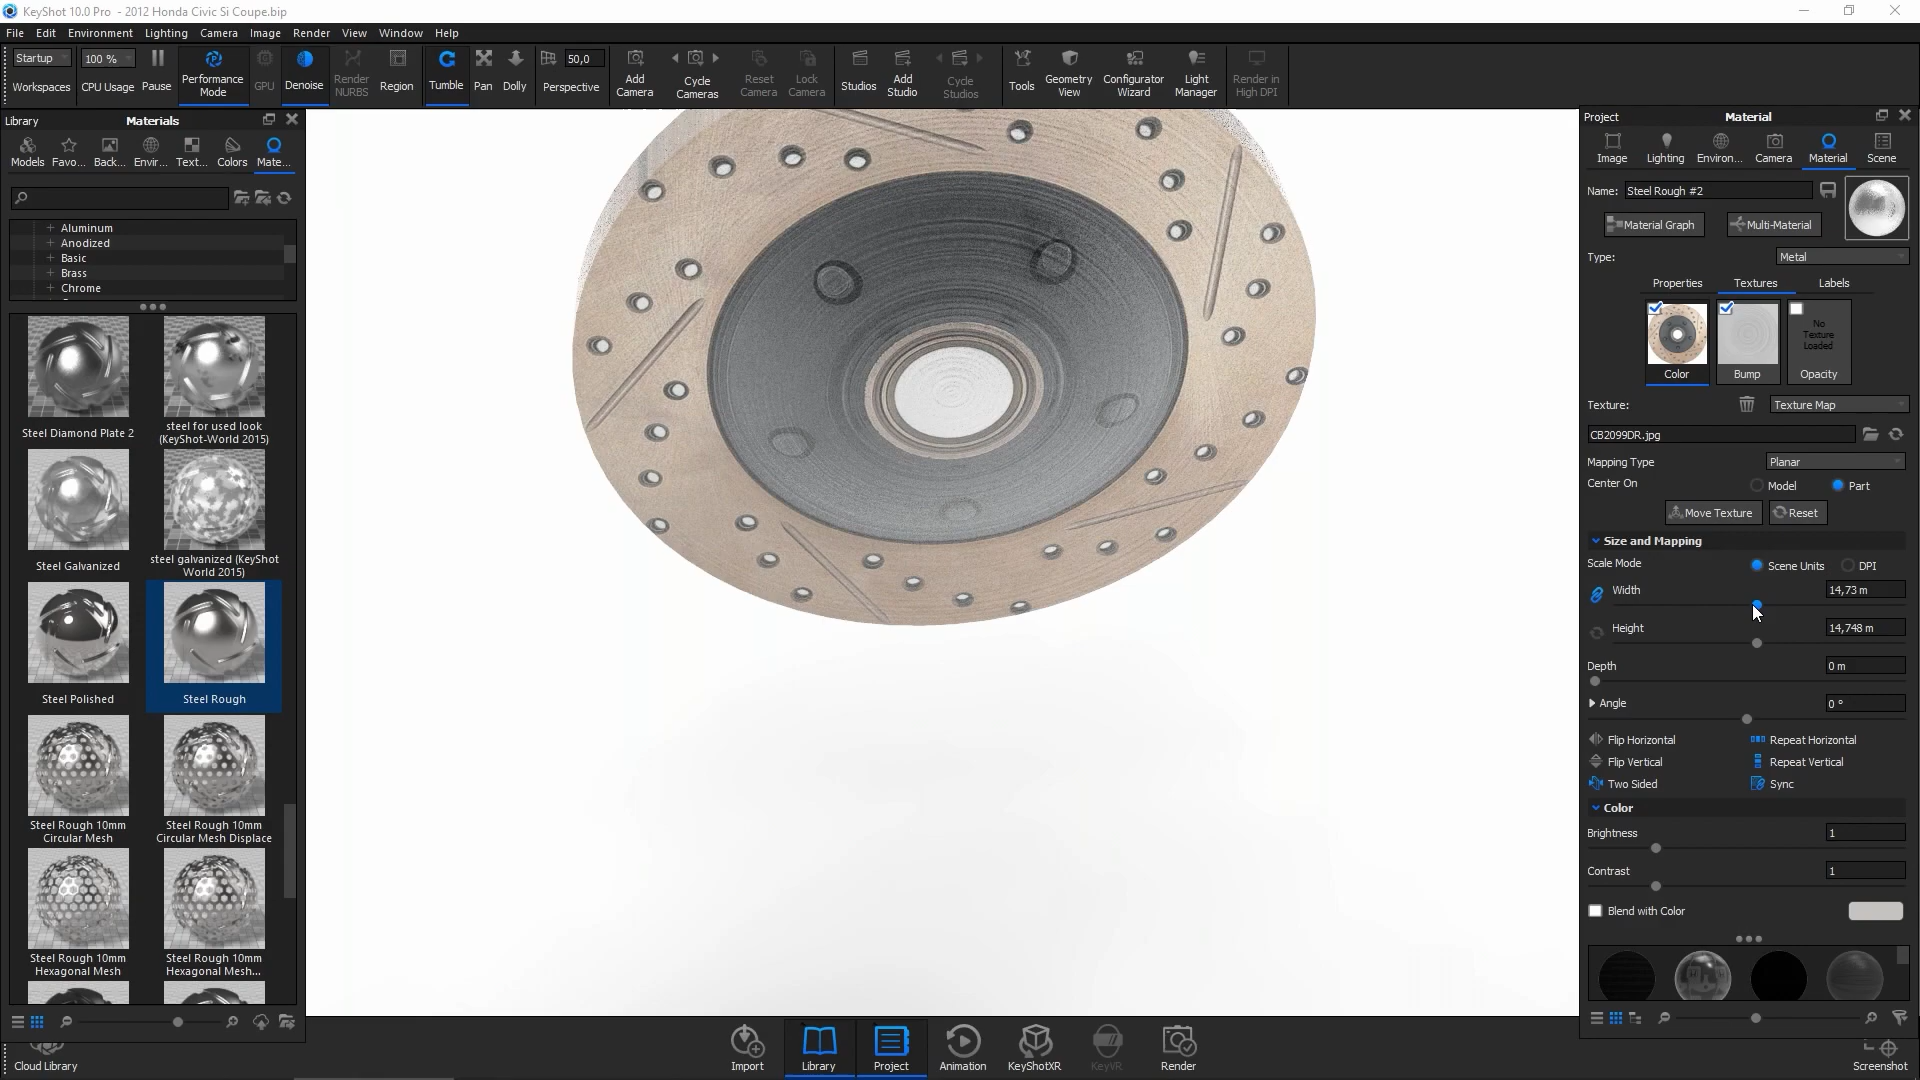 KeyShot 10.0 Pro - 2012 Honda Civic Si Coupe.bip
File Edit Environment Lighting Camera Image Render View Window Help
Startup 100 % 50,0
Workspaces CPU Usage Pause Performance Mode GPU Denoise Render NURBS Region Tumble Pan Dolly Perspective Add Camera Cycle Cameras Reset Camera Lock Camera Studios Add Studio Cycle Studios Tools Geometry View Configurator Wizard Light Manager Render in High DPI
Library Materials
Models Favo... Back... Envir... Text... Colors Mate...
Aluminum
Anodized
Basic
Brass
Chrome
Steel Diamond Plate 2
steel for used look (KeyShot-World 2015)
Steel Galvanized
steel galvanized (KeyShot World 2015)
Steel Polished
Steel Rough
Steel Rough 10mm Circular Mesh
Steel Rough 10mm Circular Mesh Displace
Steel Rough 10mm Hexagonal Mesh
Steel Rough 10mm Hexagonal Mesh...
Project Material
Image Lighting Environ... Camera Material Scene
Name: Steel Rough #2
Material Graph Multi-Material
Type: Metal
Properties Textures Labels
No Texture Loaded
Color Bump Opacity
Texture: Texture Map
CB2099DR.jpg
Mapping Type Planar
Center On Model Part
Move Texture Reset
Size and Mapping
Scale Mode Scene Units DPI
Width 14,73 m
Height 14,748 m
Depth 0 m
Angle 0 °
Flip Horizontal Repeat Horizontal
Flip Vertical Repeat Vertical
Two Sided Sync
Color
Brightness 1
Contrast 1
Blend with Color
Cloud Library Import Library Project Animation KeyShotXR KeyVR Render Screenshot